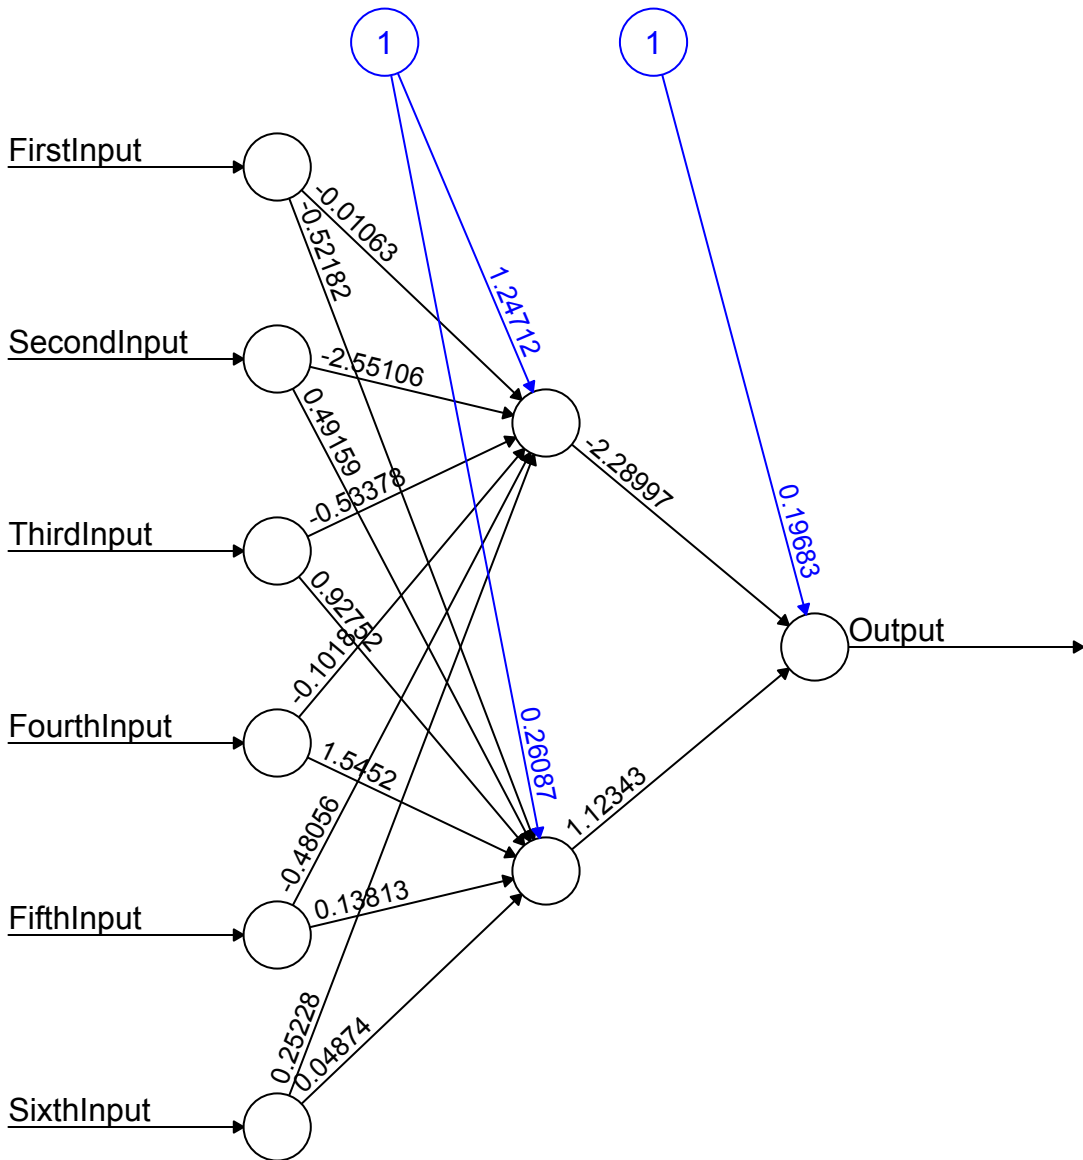 1
1
FirstInput
-0.01063
-0.52182
1.24712
SecondInput
-2.55106
0.49159
-2.28997
0.19683
ThirdInput
-0.53378
0.92752
Output
FourthInput
-0.1018
1.5452
0.26087
1.12343
FifthInput
-0.48056
0.13813
SixthInput
0.25228
0.04874